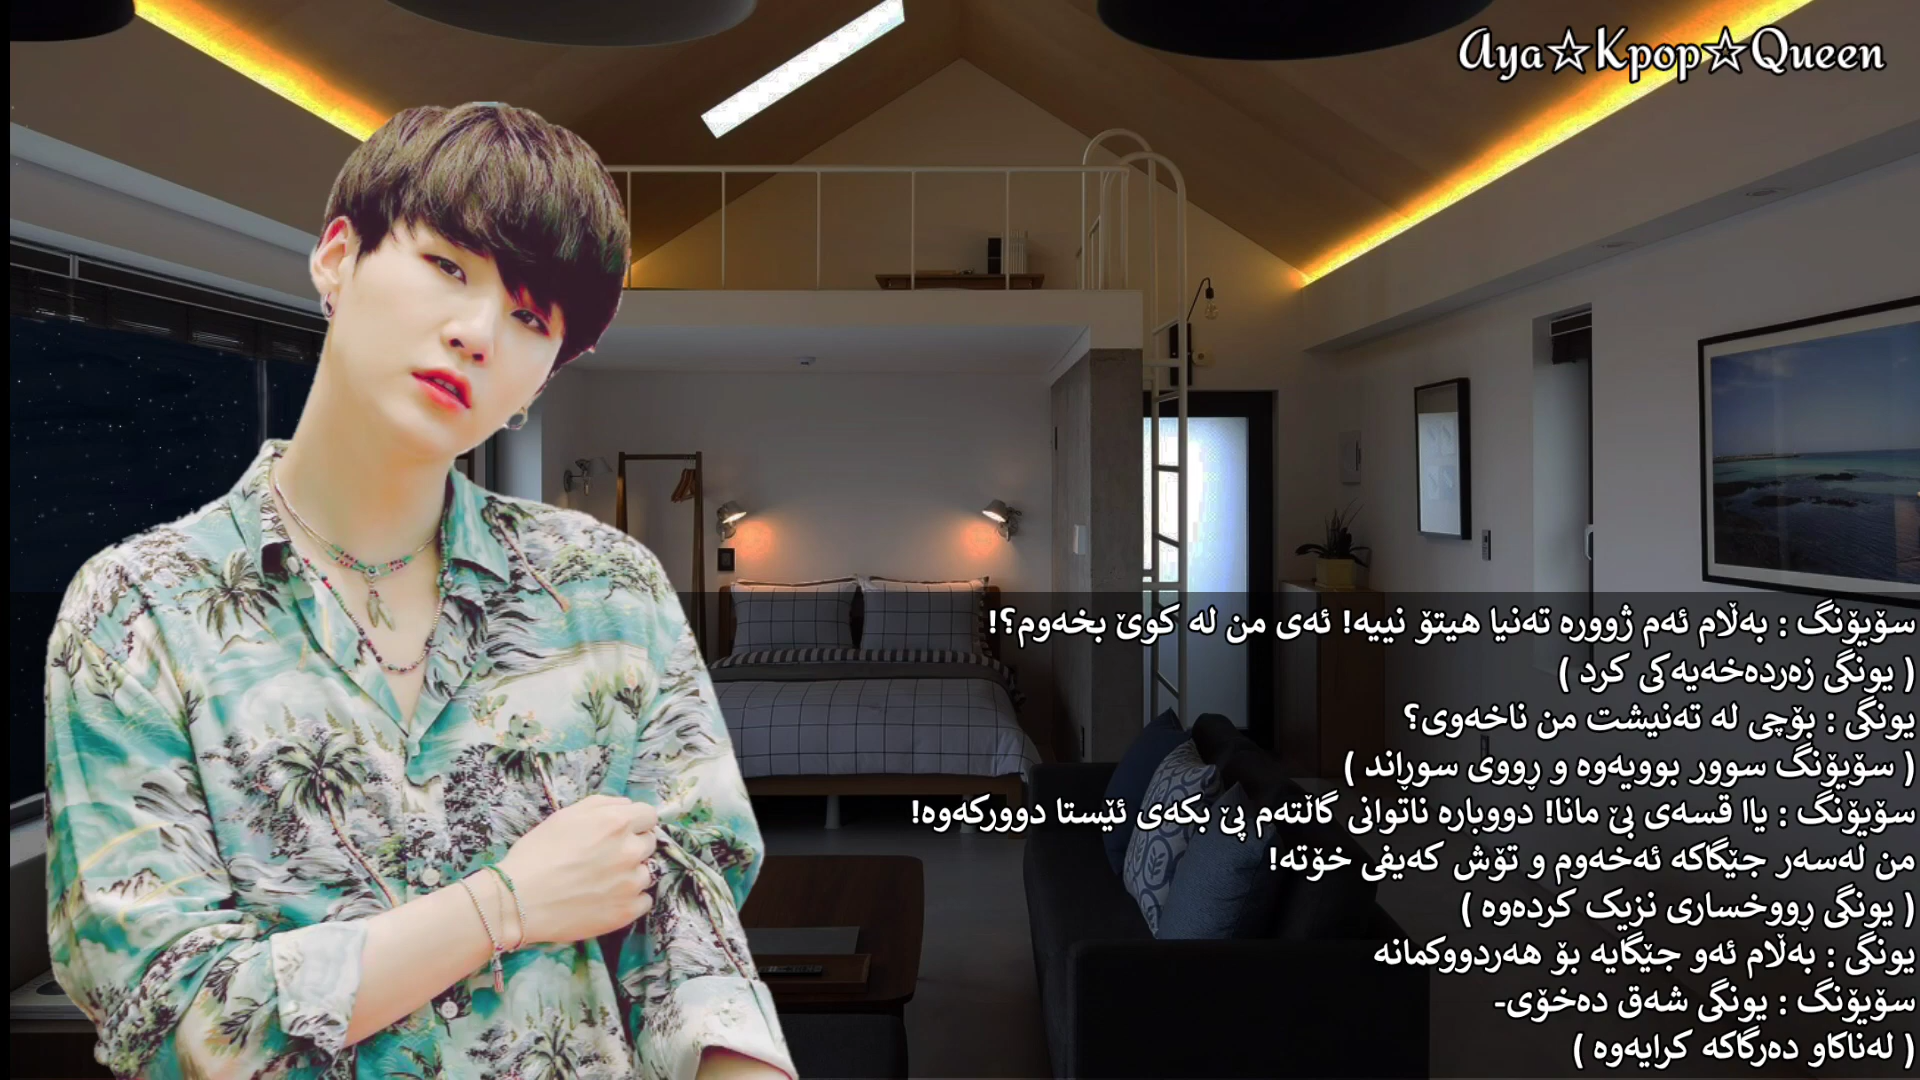 Aya☆Kpop☆Queen
سۆیۆنگ : بەڵام ئەم ژوورە تەنیا هیتۆ نییە! ئەی من لە کوێ بخەوم؟!
( یونگی زەردەخەیەکی کرد )
یونگی : بۆچی لە تەنیشت من ناخەوی؟
( سۆیۆنگ سوور بوویەوە و ڕووی سوڕاند )
سۆیۆنگ : یاا قسەی بێ مانا! دووبارە ناتوانی گاڵتەم پێ بکەی ئێستا دوورکەوە!
من لەسەر جێگاکە ئەخەوم و تۆش کەیفی خۆتە!
( یونگی ڕووخساری نزیک کردەوە )
یونگی : بەڵام ئەو جێگایە بۆ هەردووکمانە
سۆیۆنگ : یونگی شەق دەخۆی-
( لەناکاو دەرگاکە کرایەوە )